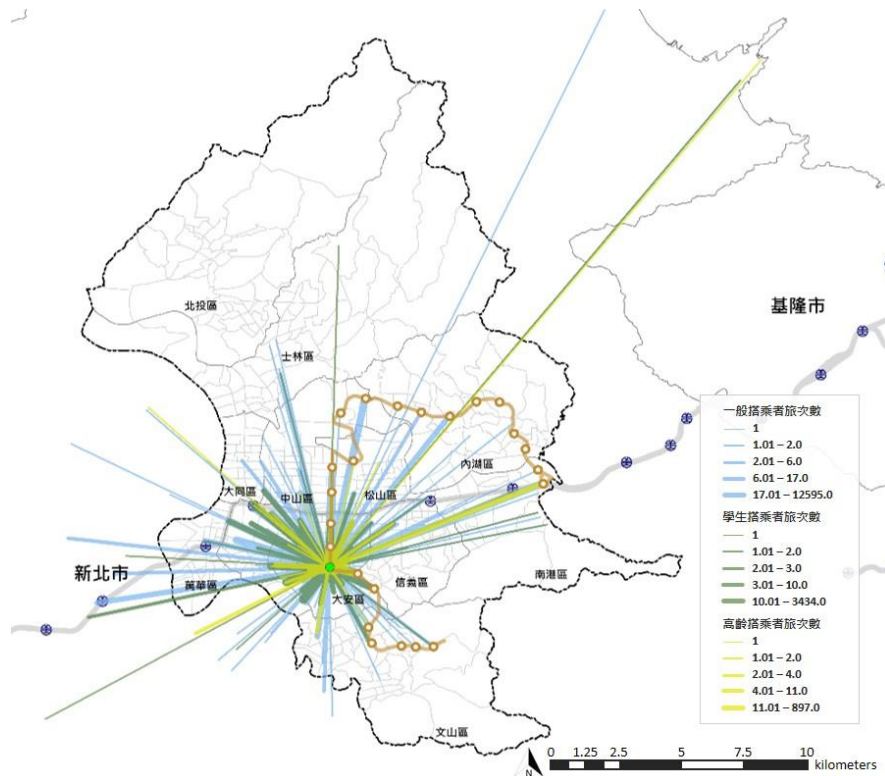 北投區
基隆市
士林區
內湖區
大同區
中山區
松山區
新北市
萬華區
大安區
信義區
南港區
文山區
一般搭乘者旅次數
1
1.01 – 2.0
2.01 – 6.0
6.01 – 17.0
17.01 – 12595.0
學生搭乘者旅次數
1
1.01 – 2.0
2.01 – 3.0
3.01 – 10.0
10.01 – 3434.0
高齡搭乘者旅次數
1
1.01 – 2.0
2.01 – 4.0
4.01 – 11.0
11.01 – 897.0
N
0 1.25 2.5 5 7.5 10
kilometers